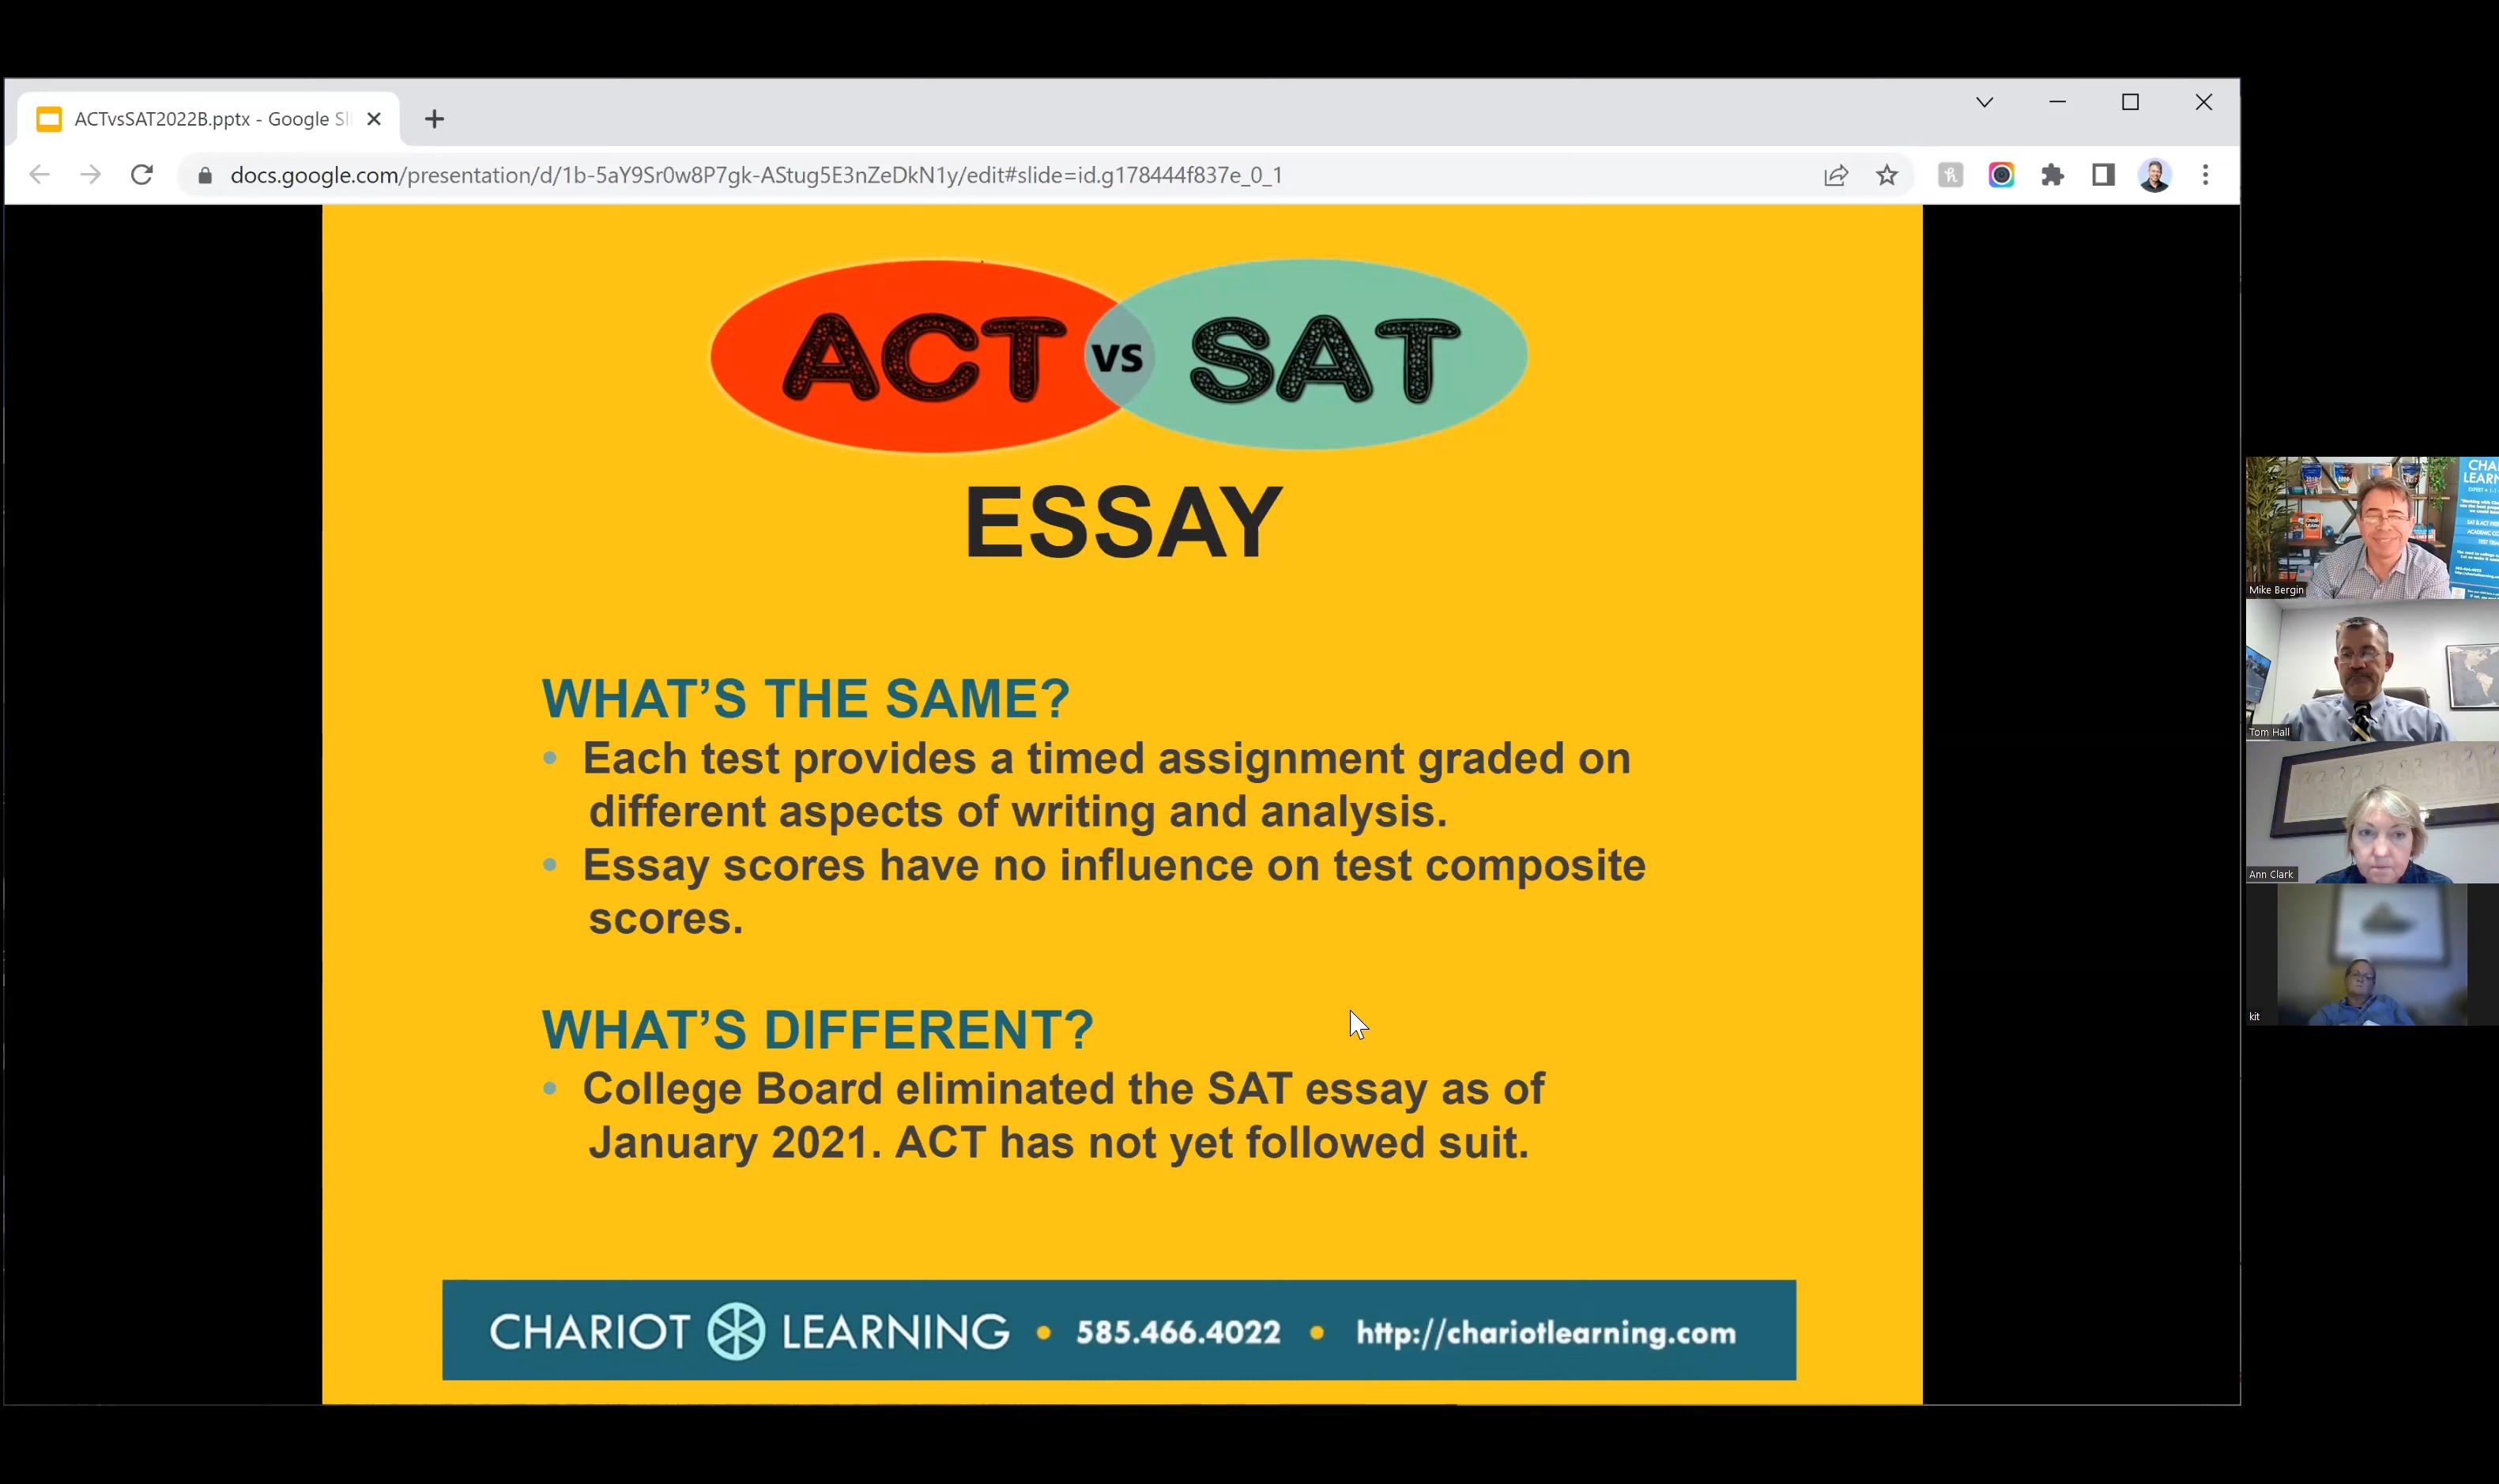 ACTvsSAT2022B.pptx - Google Sli
docs.google.com/presentation/d/1b-5aY9Sr0w8P7gk-AStug5E3nZeDkN1y/edit#slide=id.g178444f837e_0_1
ACT vs SAT
ESSAY
WHAT’S THE SAME?
• Each test provides a timed assignment graded on
different aspects of writing and analysis.
• Essay scores have no influence on test composite
scores.
WHAT’S DIFFERENT?
• College Board eliminated the SAT essay as of
January 2021. ACT has not yet followed suit.
CHARIOT LEARNING • 585.466.4022 • http://chariotlearning.com
CHA
LEARN
Mike Bergin
Tom Hall
Ann Clark
kit